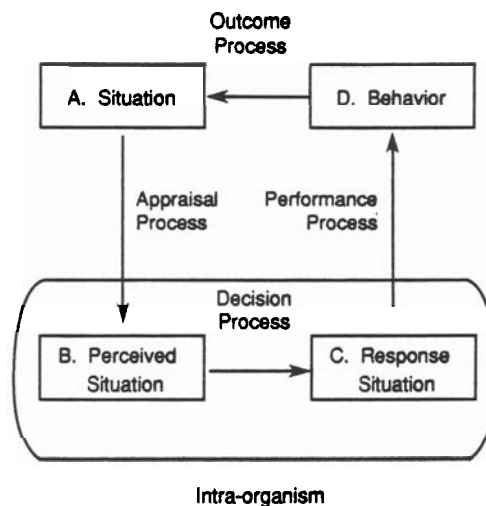 Outcome
Process
A. Situation
D. Behavior
Appraisal
Process
Performance
Process
Decision
Process
B. Perceived
Situation
C. Response
Situation
Intra-organism